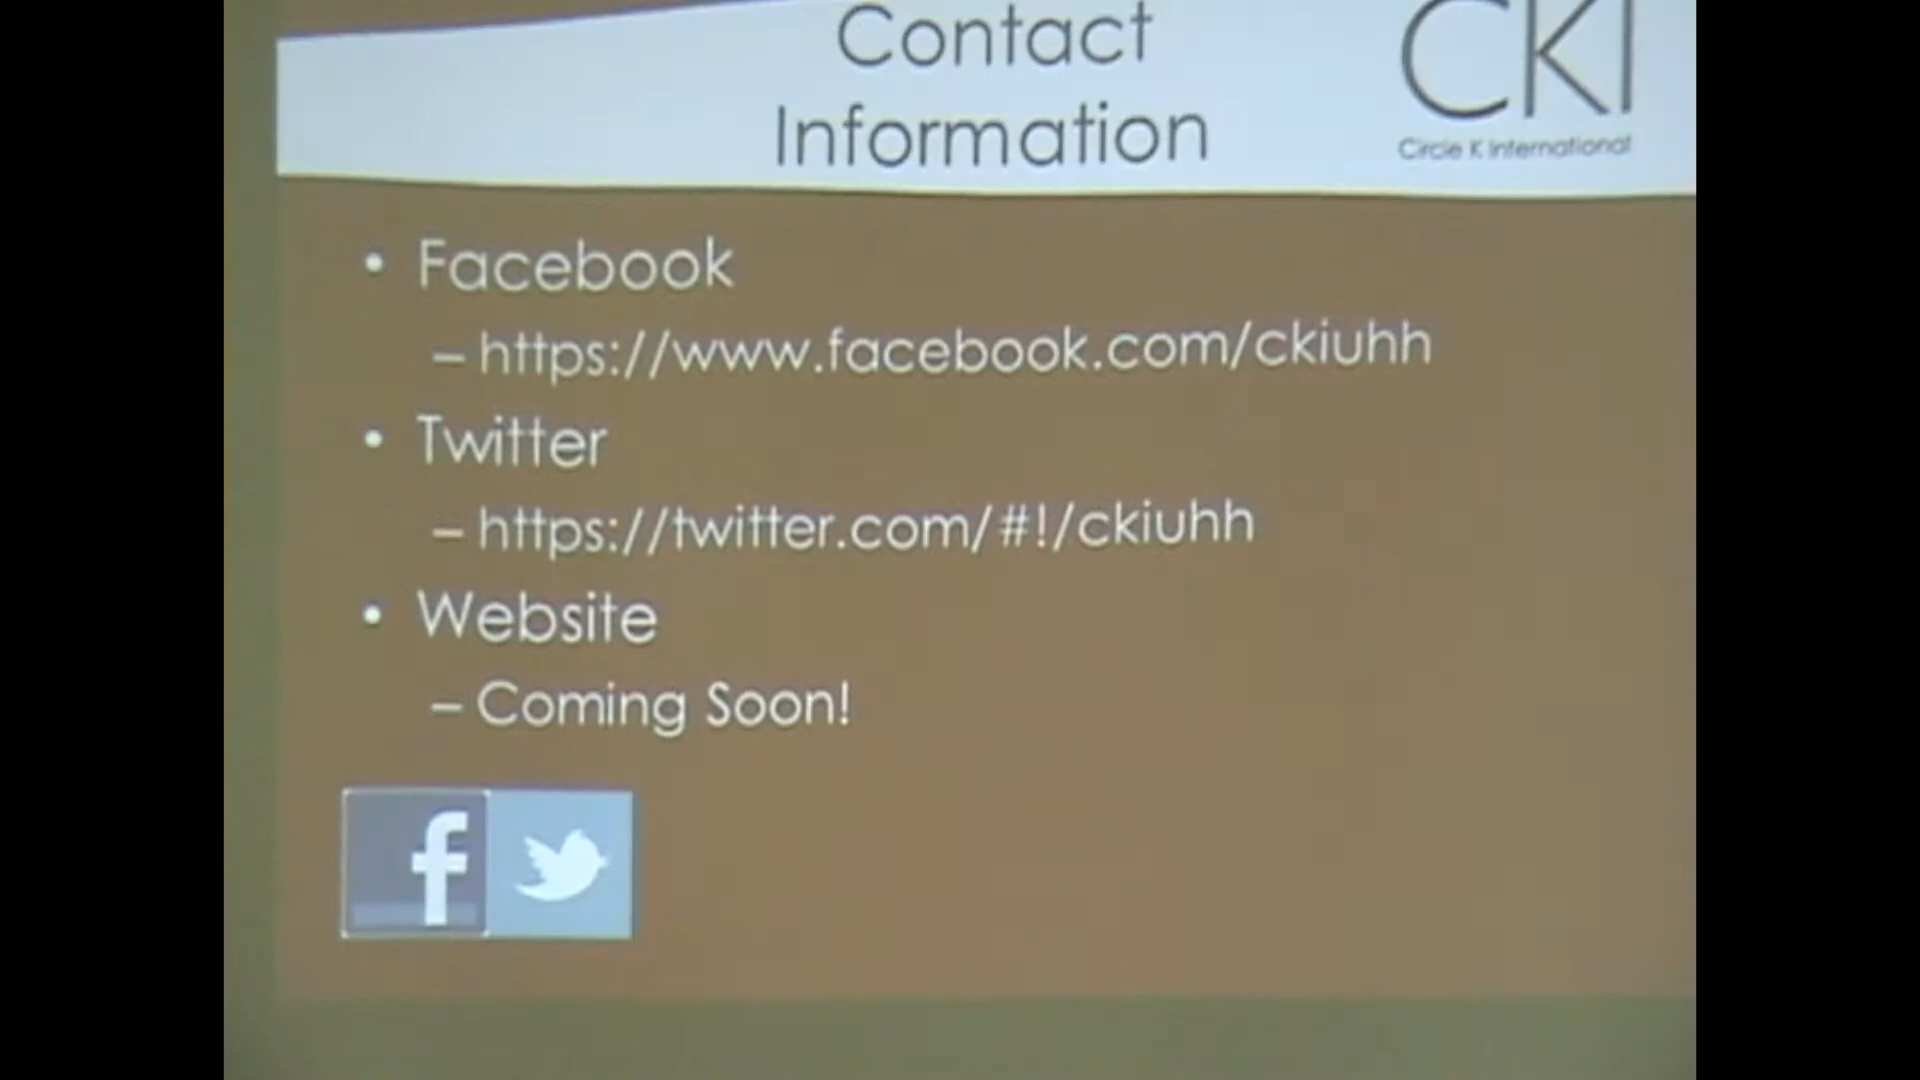 Contact
Information
CKI
Circle K International
• Facebook
– https://www.facebook.com/ckiuhh
• Twitter
– https://twitter.com/#!/ckiuhh
• Website
– Coming Soon!
f